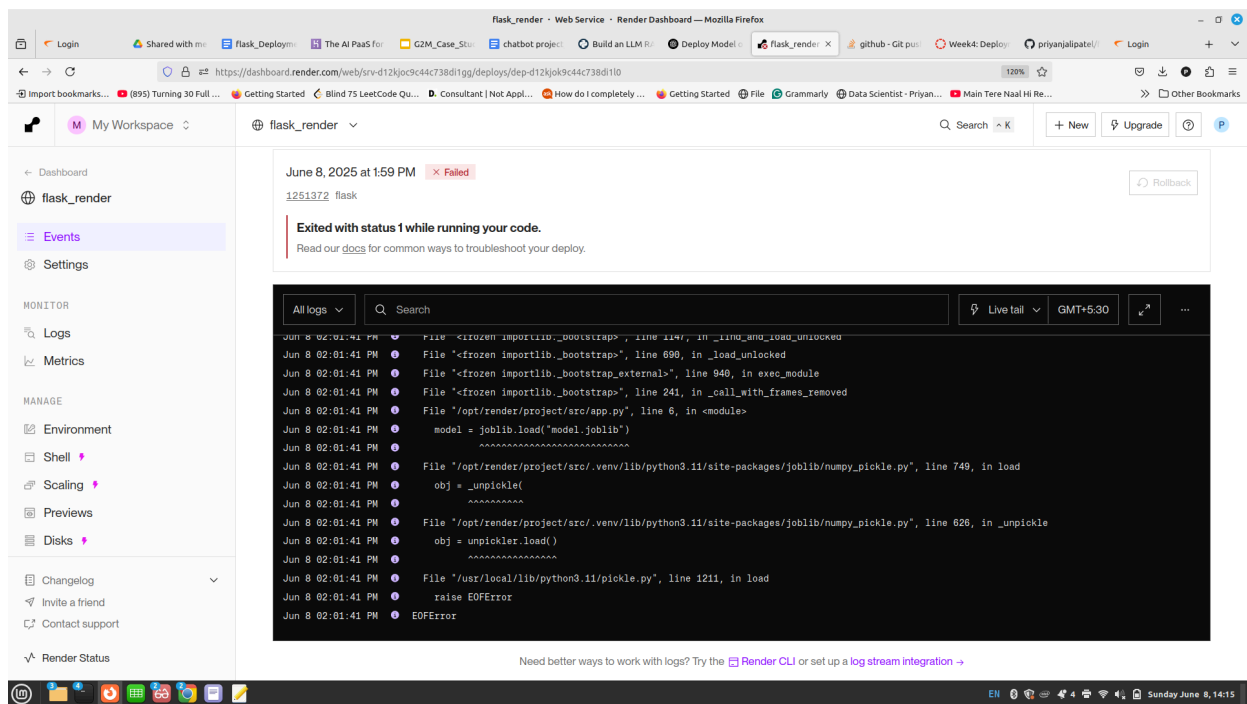 flask_render · Web Service · Render Dashboard — Mozilla Firefox
Login
Shared with me
flask_Deployme
The AI PaaS for
G2M_Case_Stu
chatbot project
Build an LLM R
Deploy Model o
flask_render
github - Git pus
Week4: Deploy
priyanjalipatel/f
Login
https://dashboard.render.com/web/srv-d12kjoc9c44c738di1gg/deploys/dep-d12kjok9c44c738di1l0
120%
Import bookmarks...
(895) Turning 30 Full ...
Getting Started
Blind 75 LeetCode Qu...
D. Consultant | Not Appl...
How do I completely ...
Getting Started
File
Grammarly
Data Scientist - Priyan...
Main Tere Naal Hi Re...
Other Bookmarks
M My Workspace
flask_render
Search ^ K
+ New
Upgrade
P
← Dashboard
flask_render
Events
Settings
MONITOR
Logs
Metrics
MANAGE
Environment
Shell
Scaling
Previews
Disks
Changelog
Invite a friend
Contact support
Render Status
June 8, 2025 at 1:59 PM × Failed
Rollback
1251372 flask
Exited with status 1 while running your code.
Read our docs for common ways to troubleshoot your deploy.
All logs
Search
Live tail
GMT+5:30
...
Jun 8 02:01:41 PM File "<frozen importlib._bootstrap>", line 1147, in _find_and_load_unlocked
Jun 8 02:01:41 PM File "<frozen importlib._bootstrap>", line 690, in _load_unlocked
Jun 8 02:01:41 PM File "<frozen importlib._bootstrap_external>", line 940, in exec_module
Jun 8 02:01:41 PM File "<frozen importlib._bootstrap>", line 241, in _call_with_frames_removed
Jun 8 02:01:41 PM File "/opt/render/project/src/app.py", line 6, in <module>
Jun 8 02:01:41 PM model = joblib.load("model.joblib")
Jun 8 02:01:41 PM ^^^^^^^^^^^^^^^^^^^^^^^^^^^
Jun 8 02:01:41 PM File "/opt/render/project/src/.venv/lib/python3.11/site-packages/joblib/numpy_pickle.py", line 749, in load
Jun 8 02:01:41 PM obj = _unpickle(
Jun 8 02:01:41 PM ^^^^^^^^^^
Jun 8 02:01:41 PM File "/opt/render/project/src/.venv/lib/python3.11/site-packages/joblib/numpy_pickle.py", line 626, in _unpickle
Jun 8 02:01:41 PM obj = unpickler.load()
Jun 8 02:01:41 PM ^^^^^^^^^^^^^^^^
Jun 8 02:01:41 PM File "/usr/local/lib/python3.11/pickle.py", line 1211, in load
Jun 8 02:01:41 PM raise EOFError
Jun 8 02:01:41 PM EOFError
Need better ways to work with logs? Try the Render CLI or set up a log stream integration →
3
2
2
EN
4
Sunday June 8, 14:15